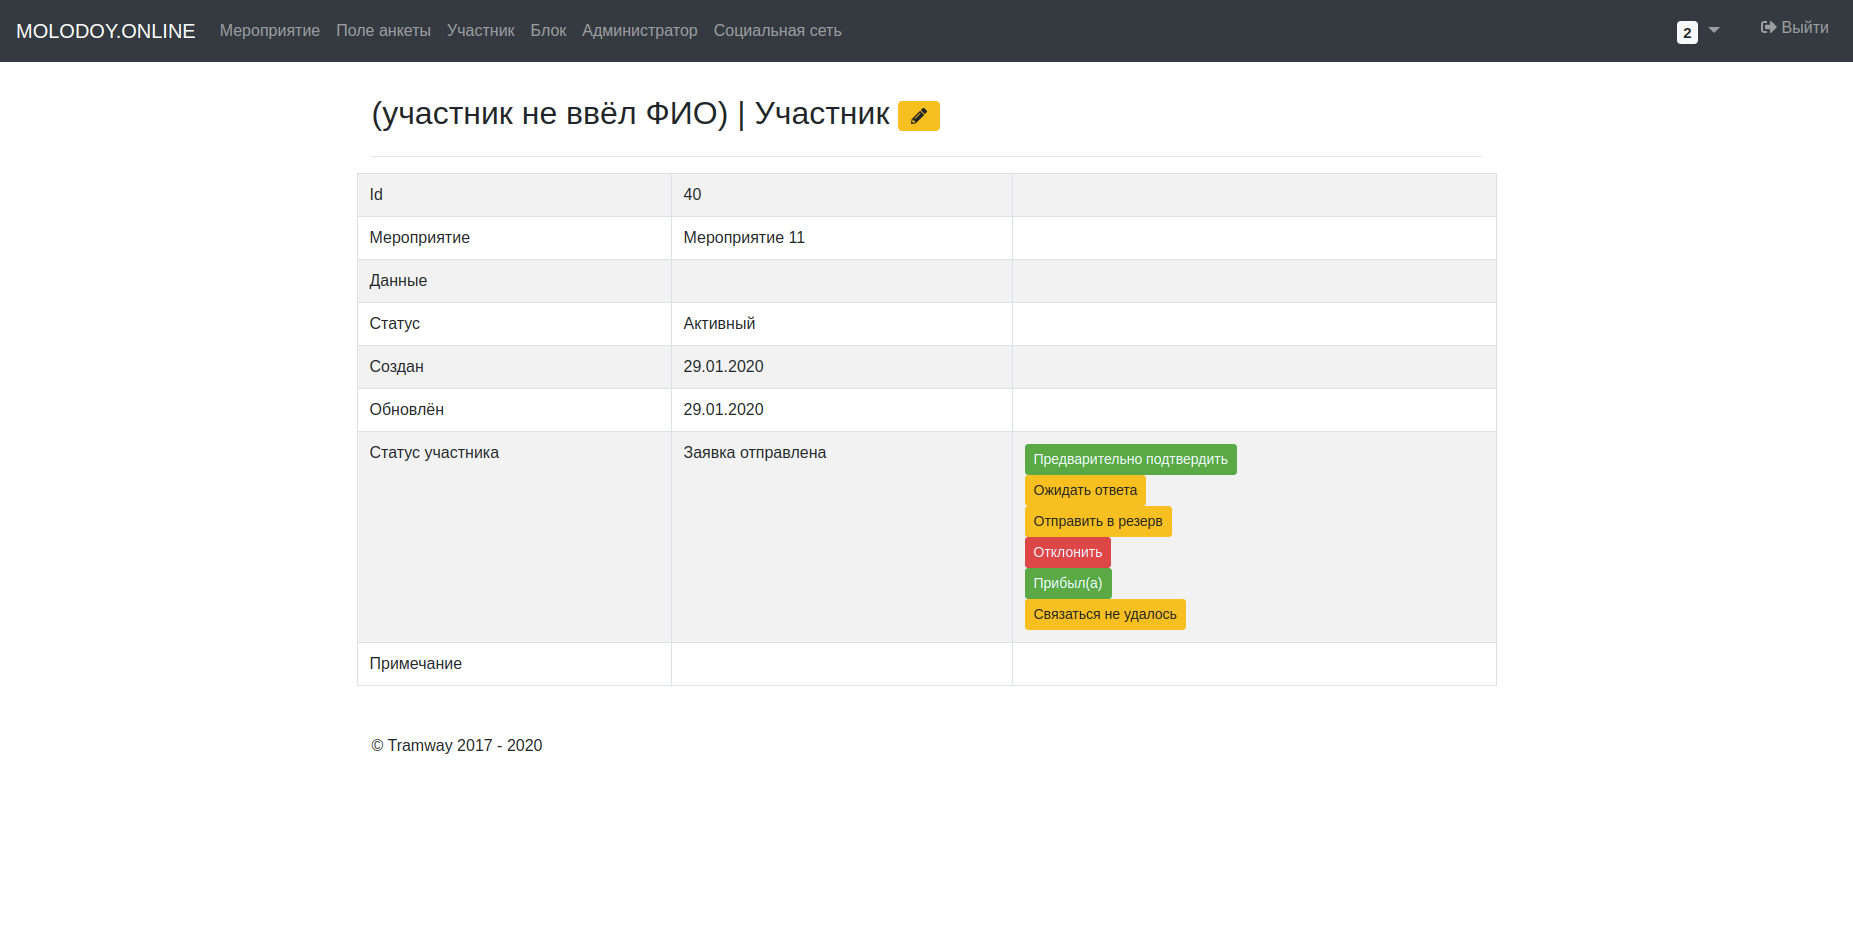 MOLODOY.ONLINE Мероприятие Поле анкеты Участник Блок Администратор Социальная сеть 2 Выйти
(участник не ввёл ФИО) | Участник
Id 40
Мероприятие Мероприятие 11
Данные
Статус Активный
Создан 29.01.2020
Обновлён 29.01.2020
Статус участника Заявка отправлена Предварительно подтвердить
Ожидать ответа
Отправить в резерв
Отклонить
Прибыл(а)
Связаться не удалось
Примечание
© Tramway 2017 - 2020